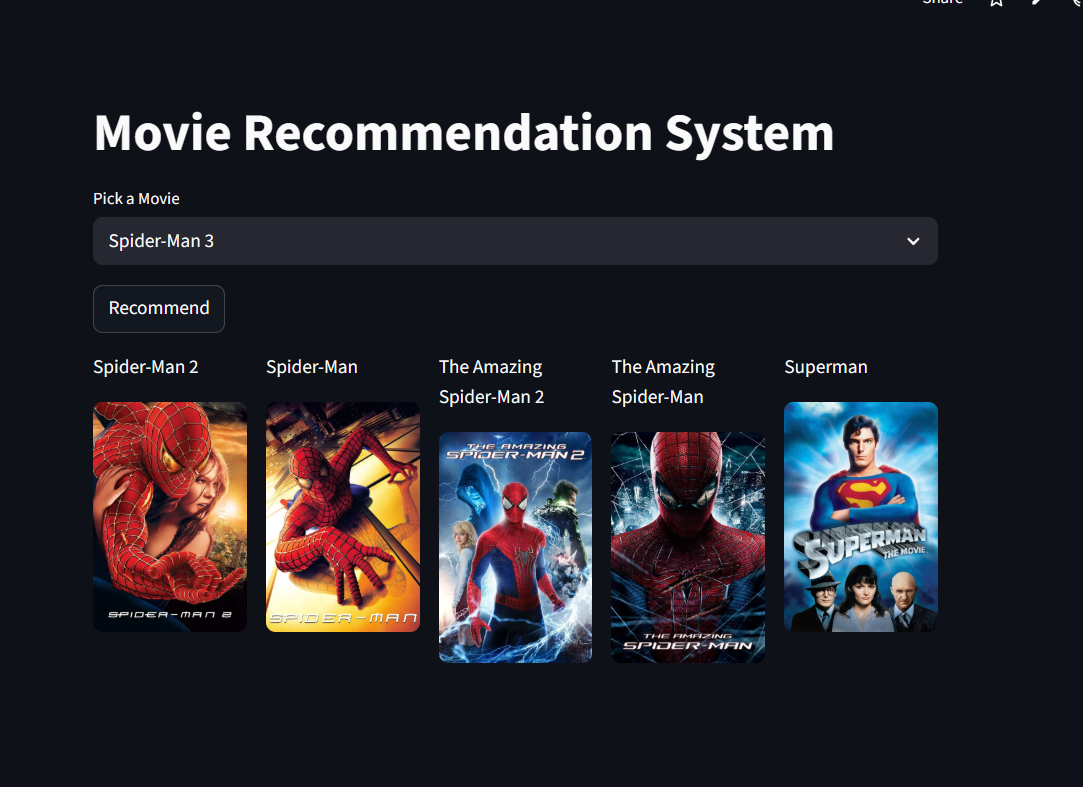 Share
Movie Recommendation System
Pick a Movie
Spider-Man 3
Recommend
Spider-Man 2
Spider-Man
The Amazing
Spider-Man 2
The Amazing
Spider-Man
Superman
SPIDER-MAN 2
SPIDER-MAN
THE AMAZING
SPIDER-MAN 2
THE AMAZING
SPIDER-MAN
SUPERMAN
THE MOVIE